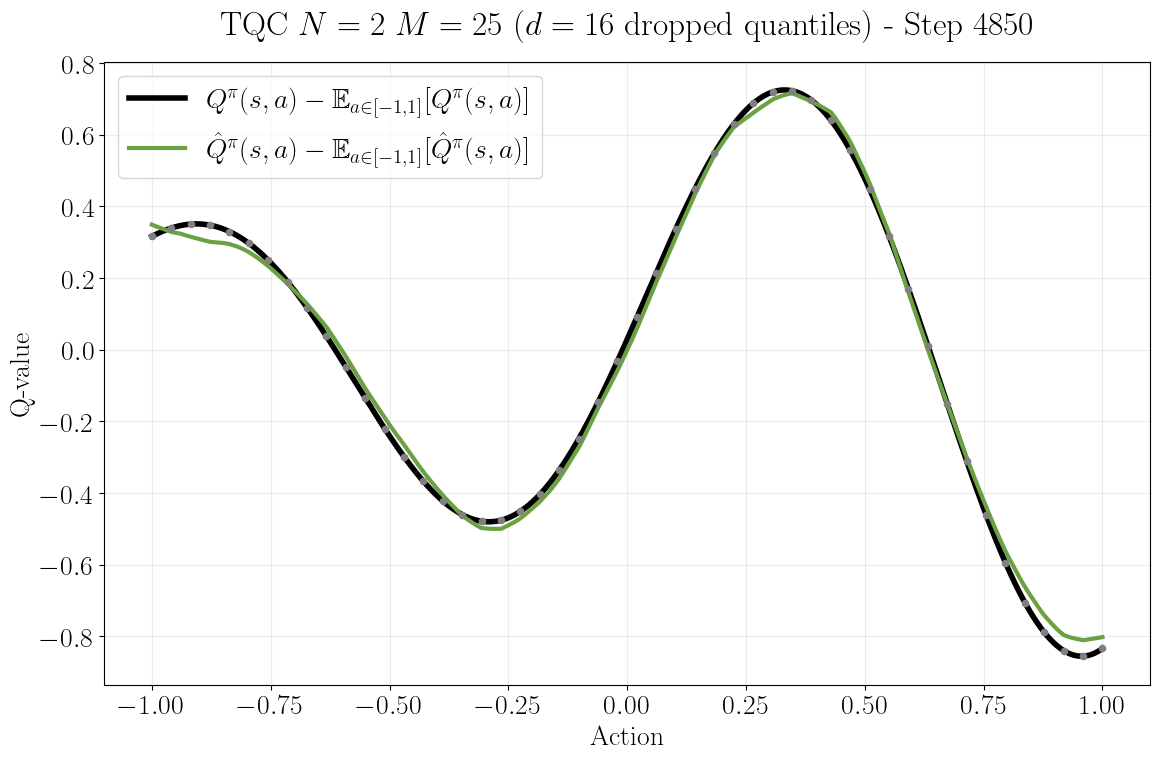 TQC N = 2 M = 25 (d = 16 dropped quantiles) - Step 4850
Q^π(s, a) − 𝔼_{a∈[−1,1]}[Q^π(s, a)]
Q̂^π(s, a) − 𝔼_{a∈[−1,1]}[Q̂^π(s, a)]
0.8
0.6
0.4
0.2
0.0
−0.2
−0.4
−0.6
−0.8
Q-value
−1.00 −0.75 −0.50 −0.25 0.00 0.25 0.50 0.75 1.00
Action